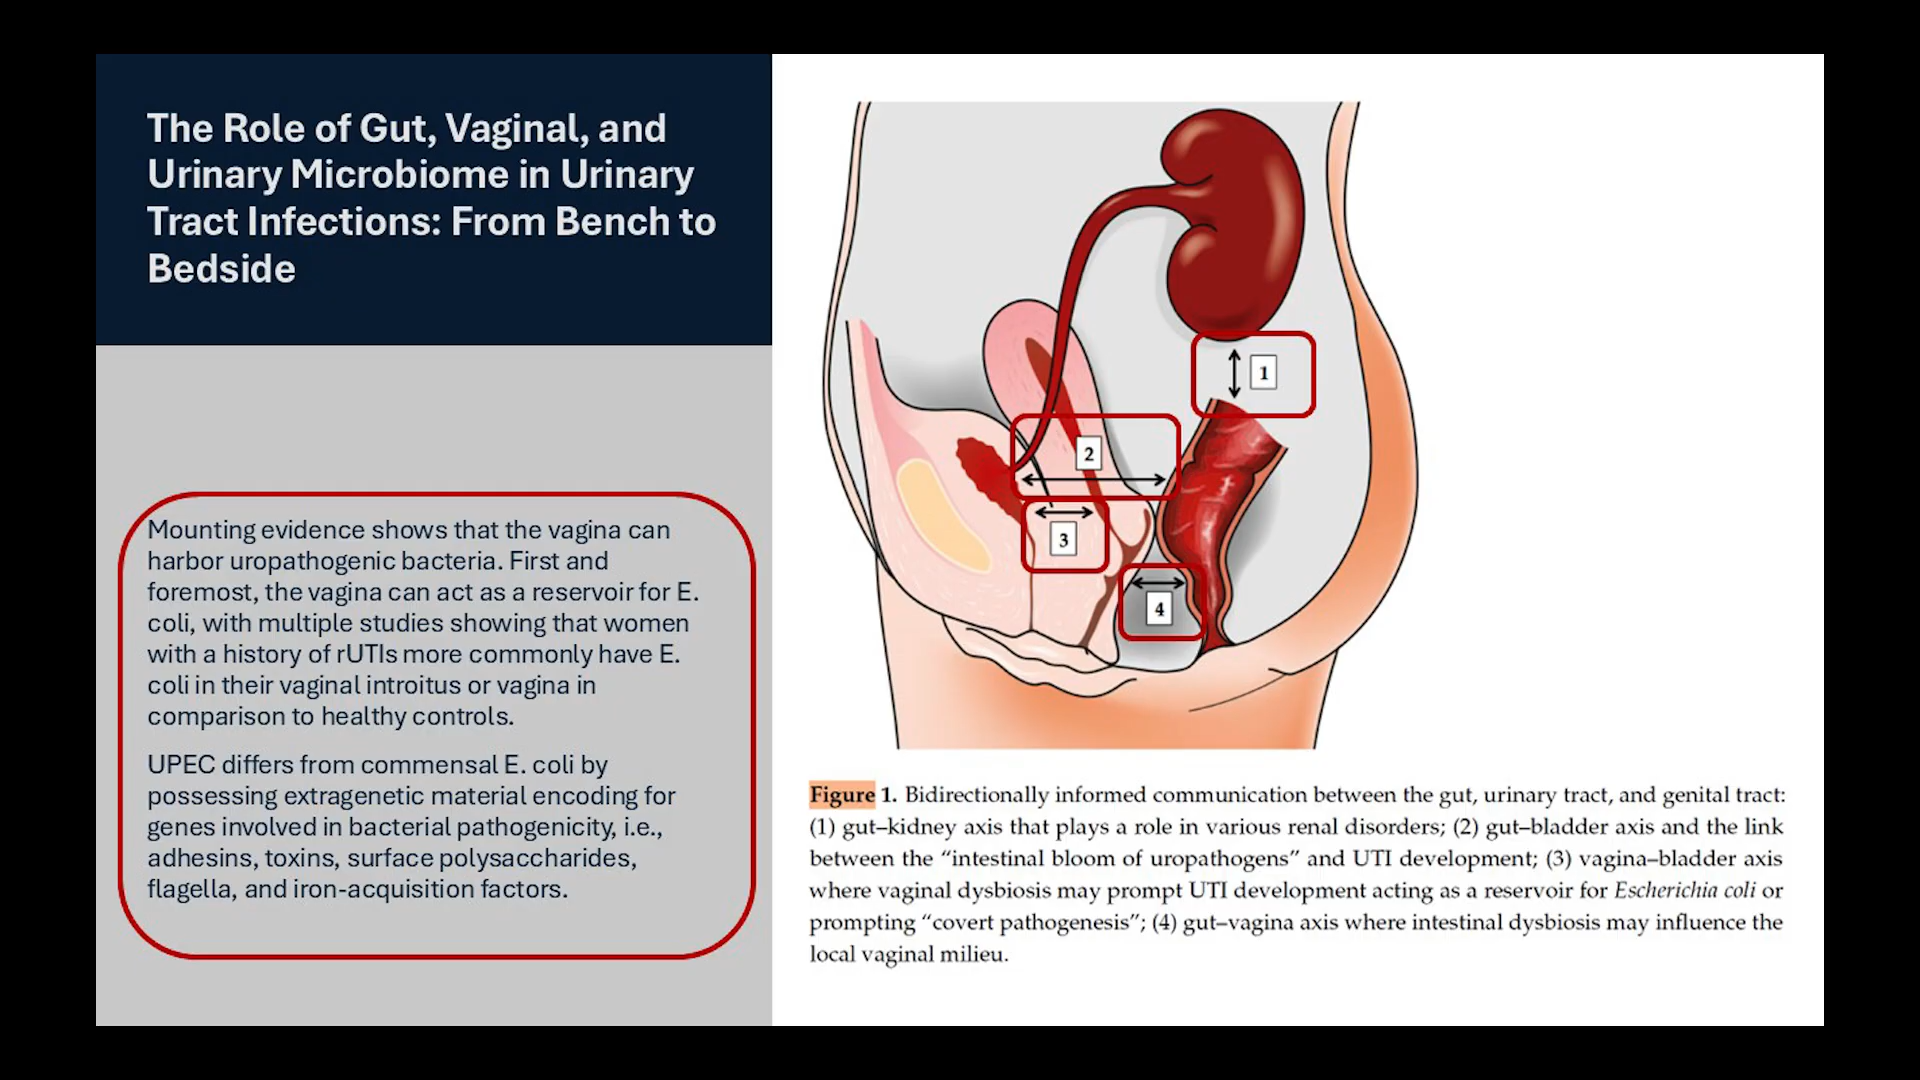 The Role of Gut, Vaginal, and
Urinary Microbiome in Urinary
Tract Infections: From Bench to
Bedside
Mounting evidence shows that the vagina can
harbor uropathogenic bacteria. First and
foremost, the vagina can act as a reservoir for E.
coli, with multiple studies showing that women
with a history of rUTIs more commonly have E.
coli in their vaginal introitus or vagina in
comparison to healthy controls.
UPEC differs from commensal E. coli by
possessing extragenetic material encoding for
genes involved in bacterial pathogenicity, i.e.,
adhesins, toxins, surface polysaccharides,
flagella, and iron-acquisition factors.
1
2
3
4
Figure 1. Bidirectionally informed communication between the gut, urinary tract, and genital tract:
(1) gut–kidney axis that plays a role in various renal disorders; (2) gut–bladder axis and the link
between the “intestinal bloom of uropathogens” and UTI development; (3) vagina–bladder axis
where vaginal dysbiosis may prompt UTI development acting as a reservoir for Escherichia coli or
prompting “covert pathogenesis”; (4) gut–vagina axis where intestinal dysbiosis may influence the
local vaginal milieu.